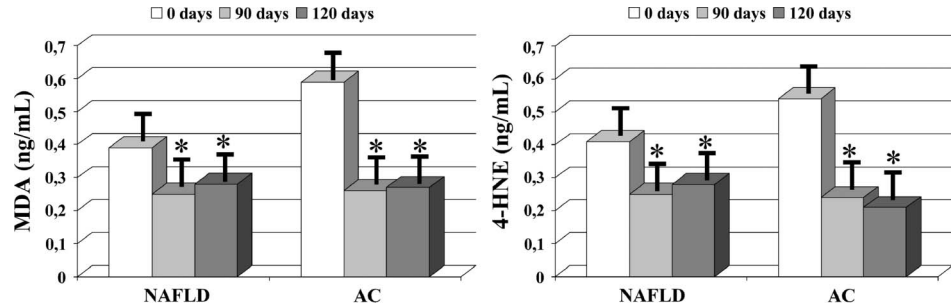 0 days 90 days 120 days
MDA (ng/mL)
0,7
0,6
0,5
0,4
0,3
0,2
0,1
0
* * * *
NAFLD AC
0 days 90 days 120 days
4-HNE (ng/mL)
0,7
0,6
0,5
0,4
0,3
0,2
0,1
0
* * * *
NAFLD AC